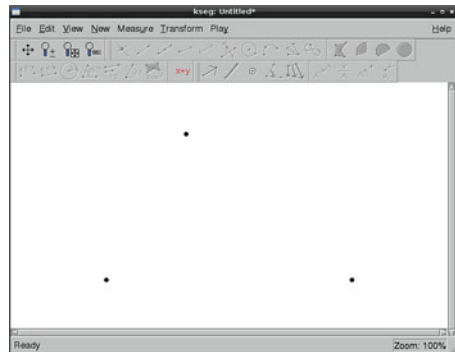 kseg: Untitled*
File Edit View New Measure Transform Play Help
x+y
Ready Zoom: 100%